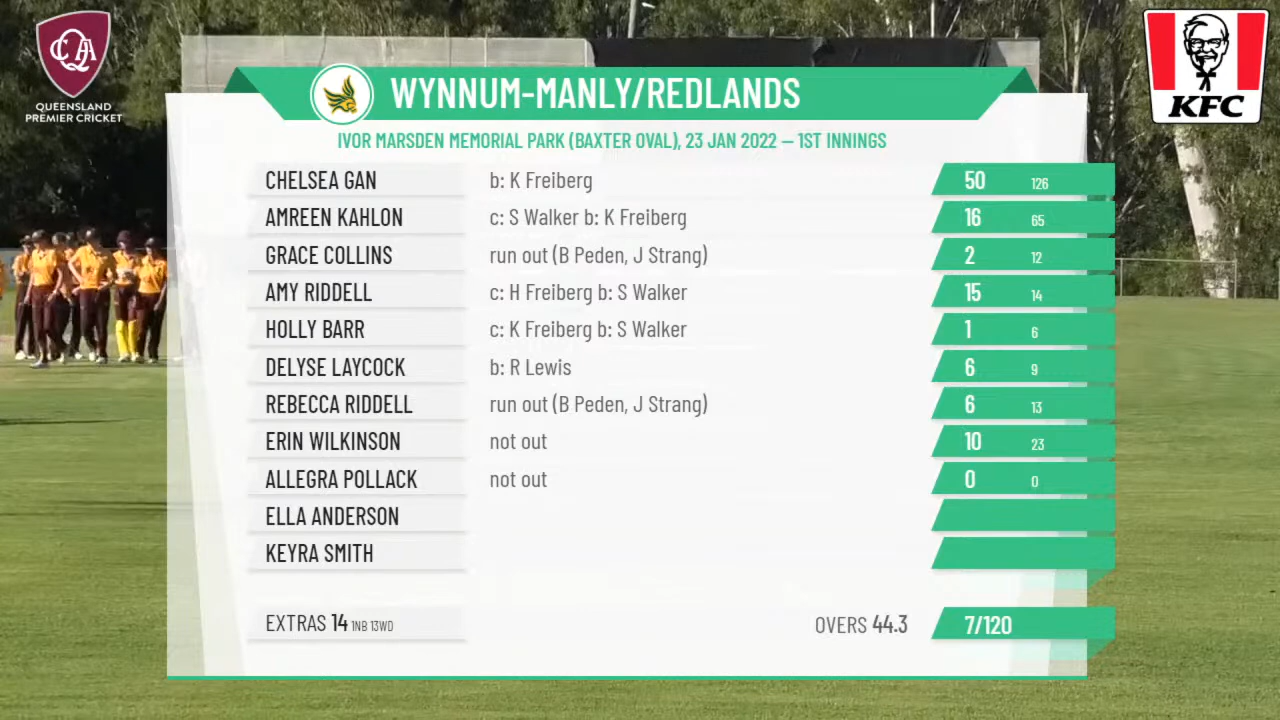 QUEENSLAND
PREMIER CRICKET
KFC
WYNNUM-MANLY/REDLANDS
IVOR MARSDEN MEMORIAL PARK (BAXTER OVAL), 23 JAN 2022 – 1ST INNINGS
CHELSEA GAN b: K Freiberg 50 126
AMREEN KAHLON c: S Walker b: K Freiberg 16 65
GRACE COLLINS run out (B Peden, J Strang) 2 12
AMY RIDDELL c: H Freiberg b: S Walker 15 14
HOLLY BARR c: K Freiberg b: S Walker 1 6
DELYSE LAYCOCK b: R Lewis 6 9
REBECCA RIDDELL run out (B Peden, J Strang) 6 13
ERIN WILKINSON not out 10 23
ALLEGRA POLLACK not out 0 0
ELLA ANDERSON
KEYRA SMITH
EXTRAS 14 1NB 13WD OVERS 44.3 7/120